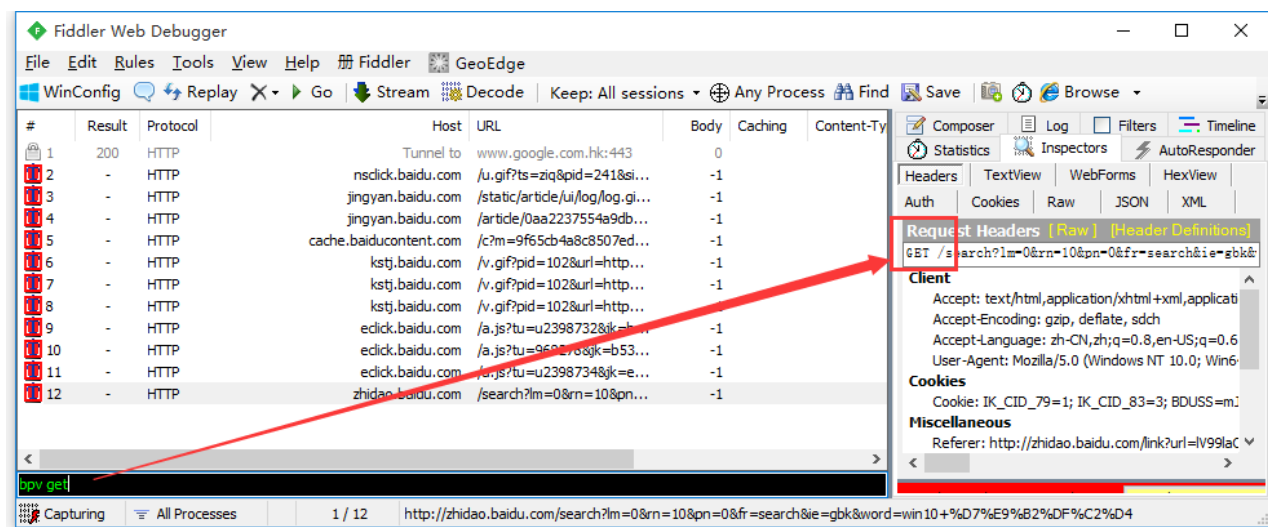 Fiddler Web Debugger
File Edit Rules Tools View Help 册 Fiddler GeoEdge
WinConfig Replay Go Stream Decode Keep: All sessions Any Process Find Save Browse
# Result Protocol Host URL Body Caching Content-Ty
1 200 HTTP Tunnel to www.google.com.hk:443 0
2 - HTTP nsclick.baidu.com /u.gif?ts=ziq&pid=241&si... -1
3 - HTTP jingyan.baidu.com /static/article/ui/log/log.gi... -1
4 - HTTP jingyan.baidu.com /article/0aa2237554a9db... -1
5 - HTTP cache.baiducontent.com /c?m=9f65cb4a8c8507ed... -1
6 - HTTP kstj.baidu.com /v.gif?pid=102&url=http... -1
7 - HTTP kstj.baidu.com /v.gif?pid=102&url=http... -1
8 - HTTP kstj.baidu.com /v.gif?pid=102&url=http...
9 - HTTP eclick.baidu.com /a.js?tu=u2398732&jk= -1
10 - HTTP eclick.baidu.com -1
11 - HTTP eclick.baidu.com /a.js?tu=u2398734&jk=e... -1
12 - HTTP zhidao.baidu.com /search?lm=0&rn=10&pn... -1
bpv get
Composer Log Filters Timeline
Statistics Inspectors AutoResponder
Headers TextView WebForms HexView
Auth Cookies Raw JSON XML
Request Headers [Raw] [Header Definitions]
GET /search?lm=0&rn=10&pn=0&fr=search&ie=gbk&
Client
Accept: text/html,application/xhtml+xml,applicati
Accept-Encoding: gzip, deflate, sdch
Accept-Language: zh-CN,zh;q=0.8,en-US;q=0.6
User-Agent: Mozilla/5.0 (Windows NT 10.0; Win6
Cookies
Cookie: IK_CID_79=1; IK_CID_83=3; BDUSS=mJ
Miscellaneous
Referer: http://zhidao.baidu.com/link?url=lV99laC
Capturing All Processes 1 / 12 http://zhidao.baidu.com/search?lm=0&rn=10&pn=0&fr=search&ie=gbk&word=win10+%D7%E9%B2%DF%C2%D4